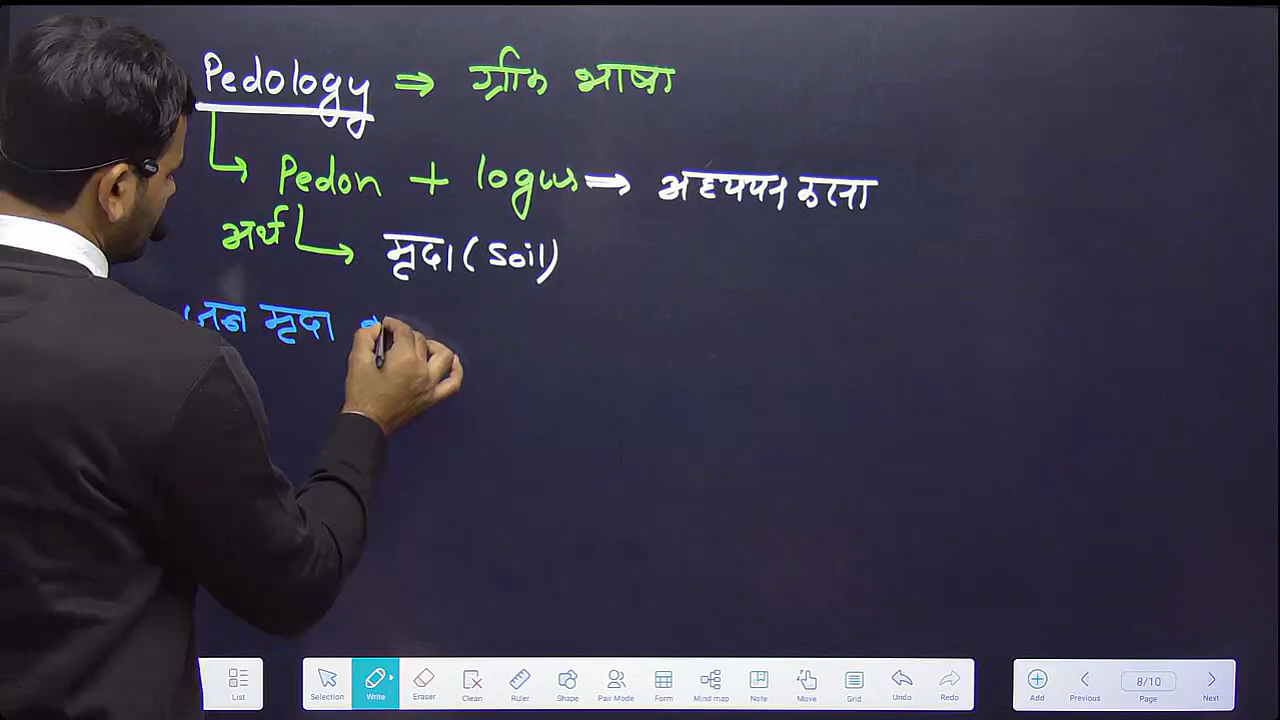 Pedology ⇒ ग्रीक भाषा
Pedon + logus → अध्ययन करना
अर्थ → मृदा (Soil)
मृदा
List
Selection
Write
Eraser
Clean
Ruler
Shape
Pair Mode
Form
Mind map
Note
Move
Grid
Undo
Redo
Add
Previous
8/10
Page
Next